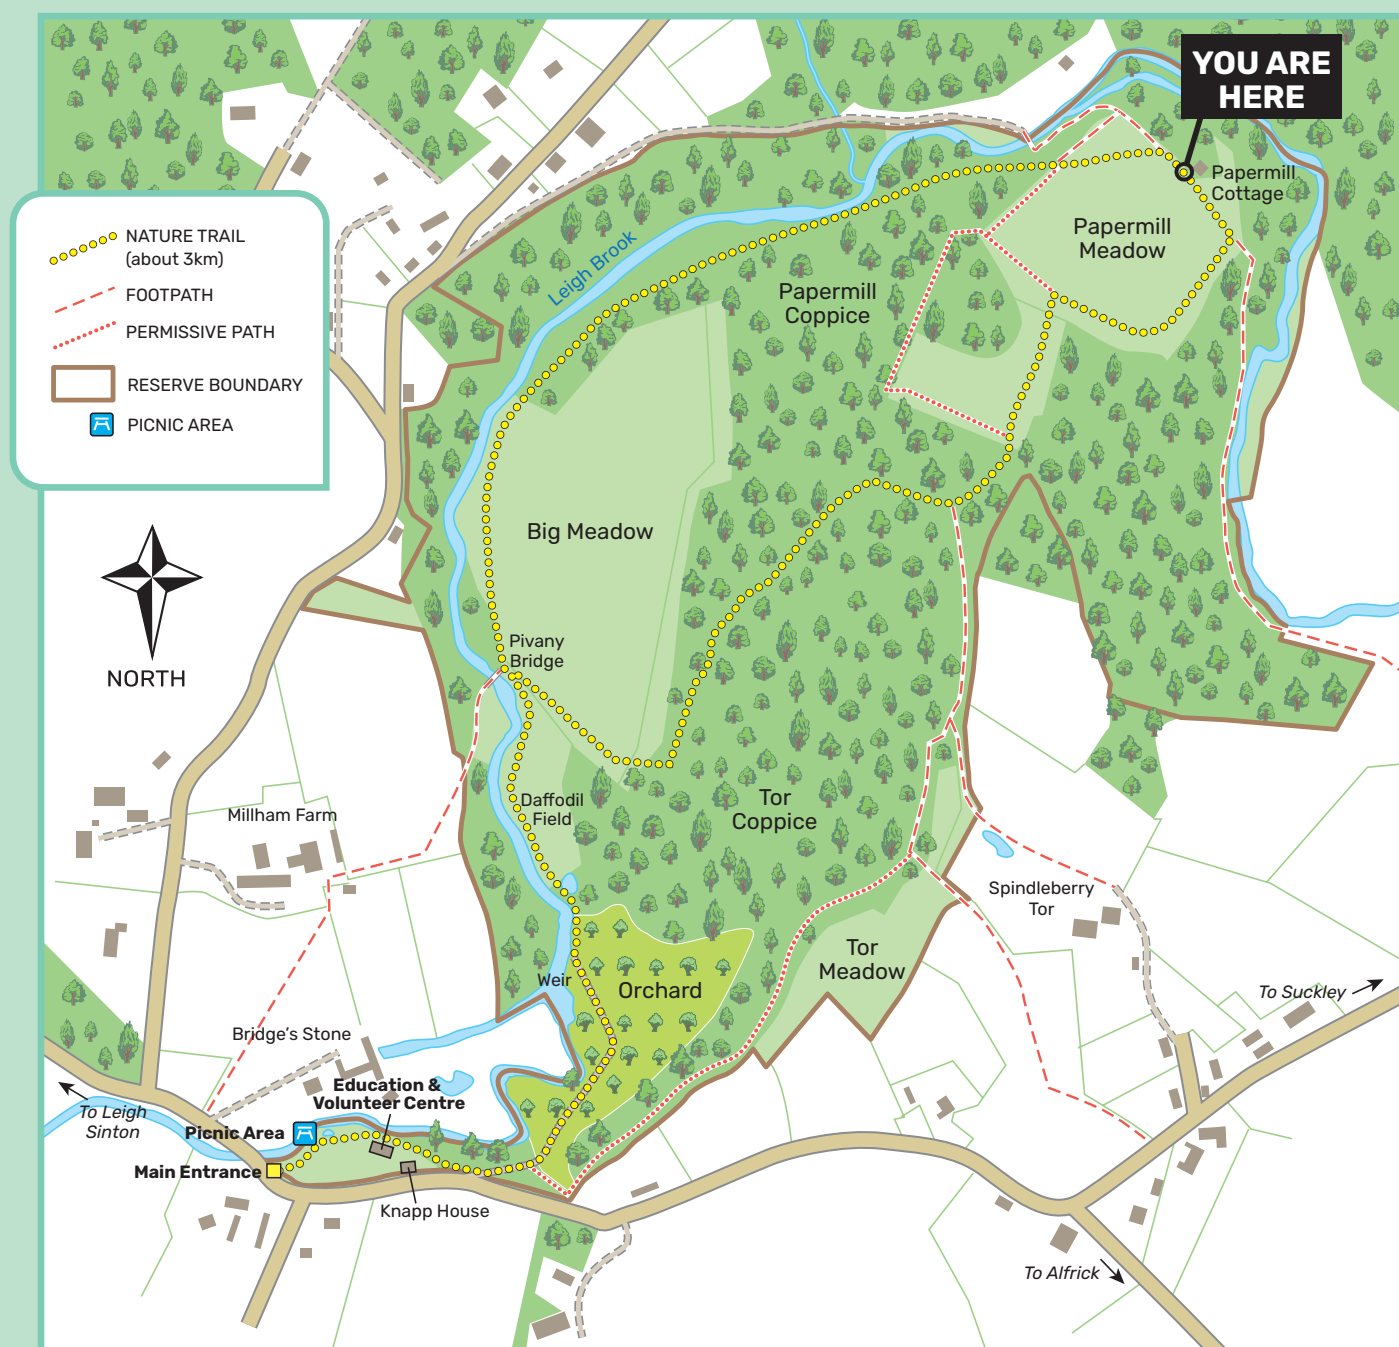 YOU ARE
HERE
NATURE TRAIL
(about 3km)
FOOTPATH
PERMISSIVE PATH
RESERVE BOUNDARY
PICNIC AREA
NORTH
Papermill
Cottage
Papermill
Meadow
Leigh Brook
Papermill
Coppice
Big Meadow
Pivany
Bridge
Daffodil
Field
Millham Farm
Tor
Coppice
Spindleberry
Tor
Tor
Meadow
Weir
Orchard
To Suckley
Bridge's Stone
Education &
Volunteer Centre
To Leigh
Sinton
Picnic Area
Main Entrance
Knapp House
To Alfrick